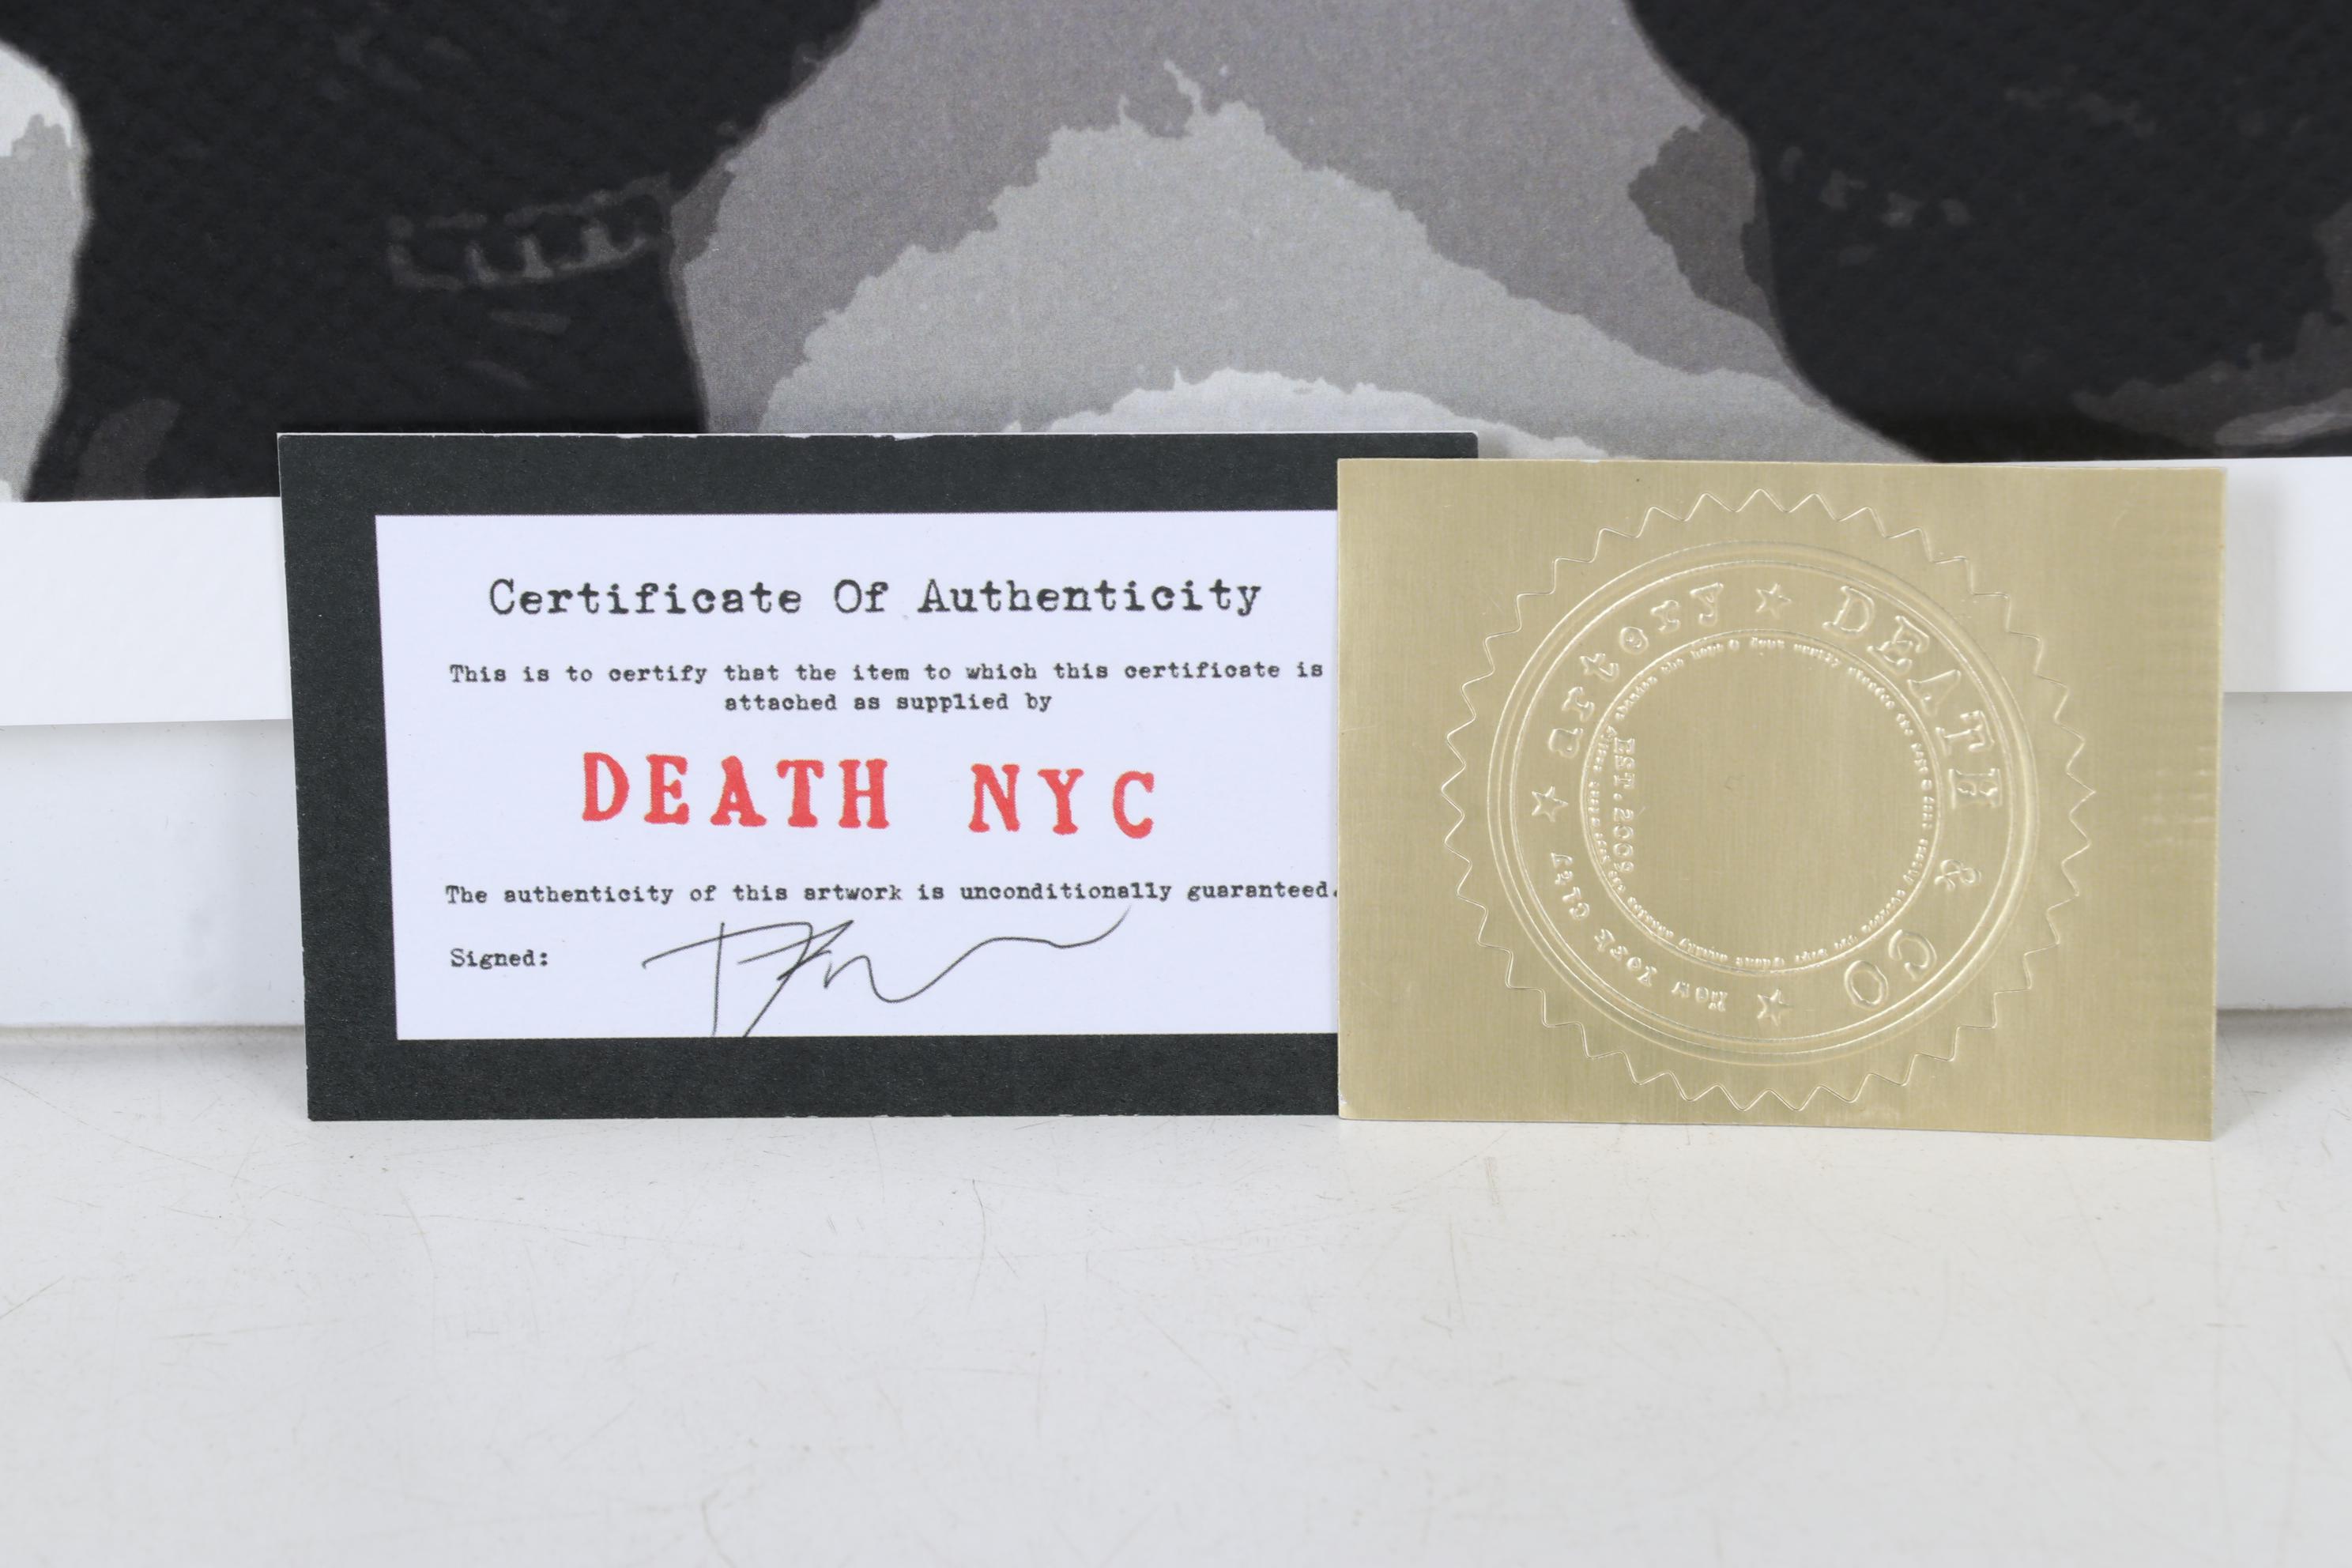 Certificate Of Authenticity
This is to certify that the item to which this certificate is
attached as supplied by
DEATH NYC
The authenticity of this artwork is unconditionally guaranteed.
Signed:
artery ★ DEATH & CO ★ New York City ★
EST. 2009